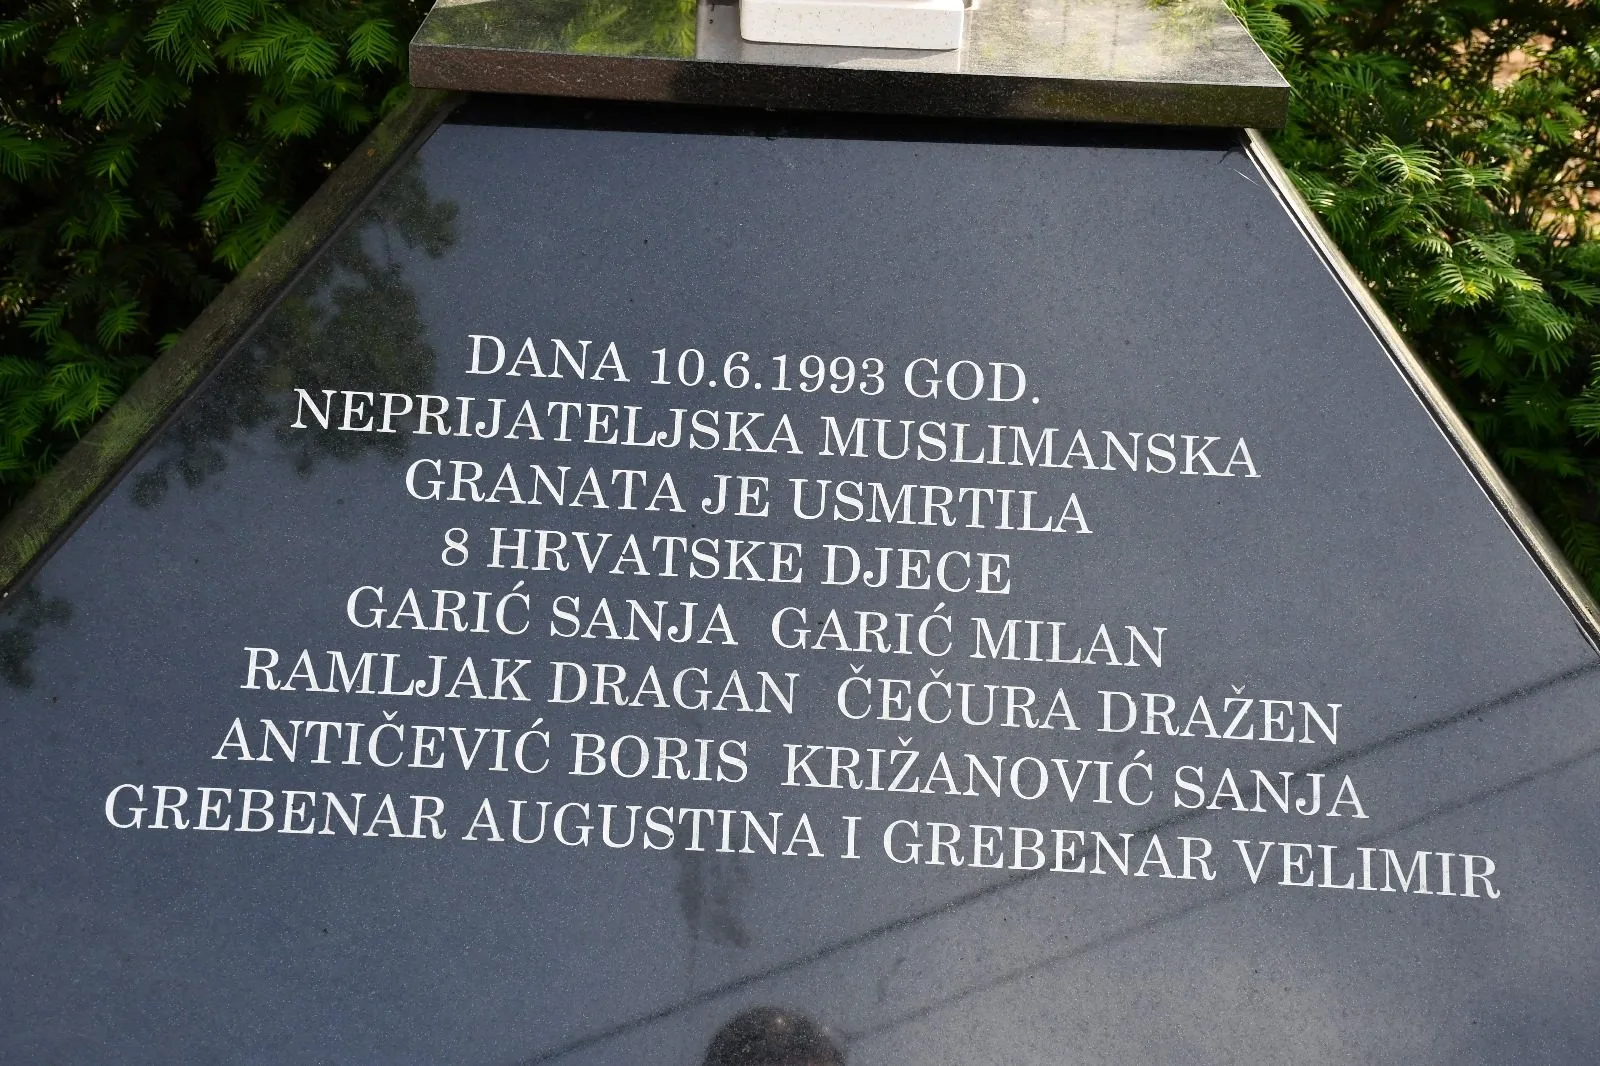 DANA 10.6.1993 GOD.
NEPRIJATELJSKA MUSLIMANSKA
GRANATA JE USMRTILA
8 HRVATSKE DJECE
GARIĆ SANJA GARIĆ MILAN
RAMLJAK DRAGAN ČEČURA DRAŽEN
ANTIČEVIĆ BORIS KRIŽANOVIĆ SANJA
GREBENAR AUGUSTINA I GREBENAR VELIMIR